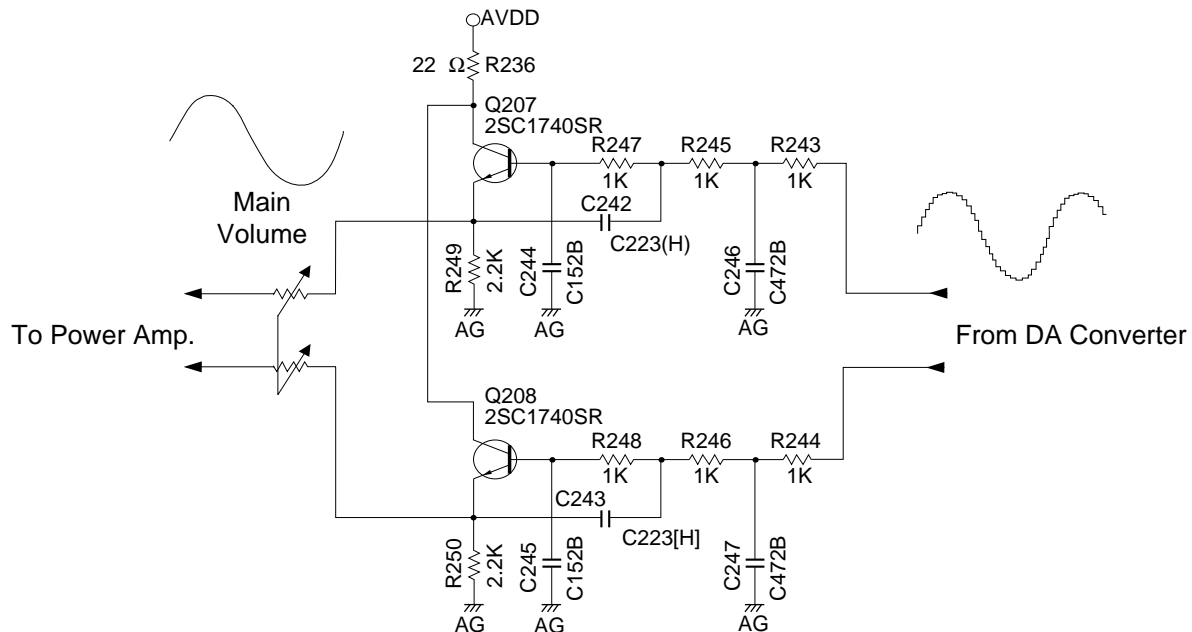 AVDD
22 Ω R236
Q207
2SC1740SR
R247
1K
R245
1K
R243
1K
C242
C223(H)
Main
Volume
R249
2.2K
C244
C152B
C246
C472B
AG
AG
AG
To Power Amp.
From DA Converter
Q208
2SC1740SR
R248
1K
R246
1K
R244
1K
C243
C223[H]
R250
2.2K
C245
C152B
C247
C472B
AG
AG
AG